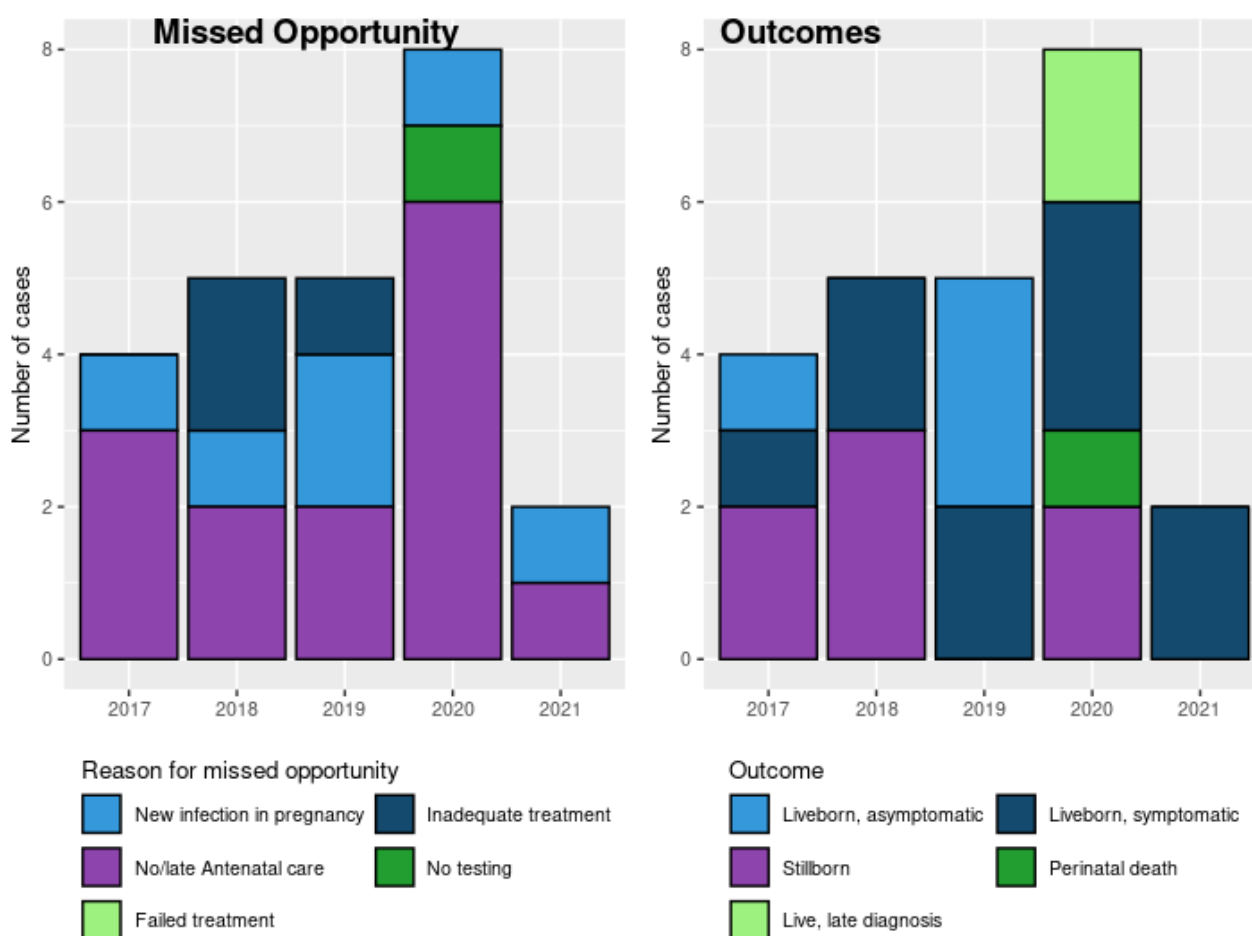 Missed Opportunity
Number of cases
8
6
4
2
0
2017 2018 2019 2020 2021
Reason for missed opportunity
New infection in pregnancy Inadequate treatment
No/late Antenatal care No testing
Failed treatment
Outcomes
Number of cases
8
6
4
2
0
2017 2018 2019 2020 2021
Outcome
Liveborn, asymptomatic Liveborn, symptomatic
Stillborn Perinatal death
Live, late diagnosis